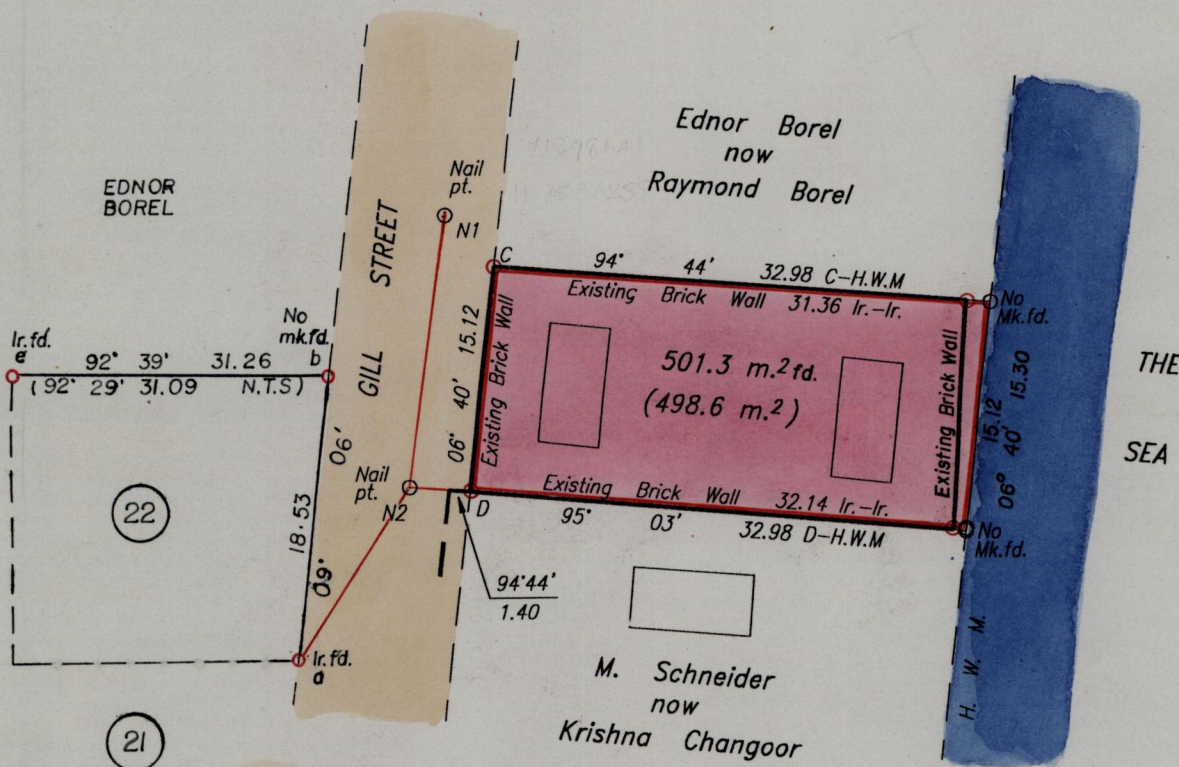 Ednor Borel
now
Raymond Borel
EDNOR
BOREL
Nail
pt.
N1
GILL STREET
C
94° 44' 32.98 C-H.W.M
Existing Brick Wall 31.36 Ir.-Ir.
No
Mk.fd.
No
mk.fd.
b
Ir.fd.
e
92° 39' 31.26
(92° 29' 31.09 N.T.S)
06° 40' 15.12
Existing Brick Wall
501.3 m.² fd.
(498.6 m.²)
Existing Brick Wall
15.12
06° 40' 15.30
THE
SEA
Nail
pt.
N2
D
Existing Brick Wall 32.14 Ir.-Ir.
95° 03' 32.98 D-H.W.M
No
Mk.fd.
22
09° 18.53 06'
94°44'
1.40
Ir.fd.
a
M. Schneider
now
Krishna Changoor
H. W. M.
21